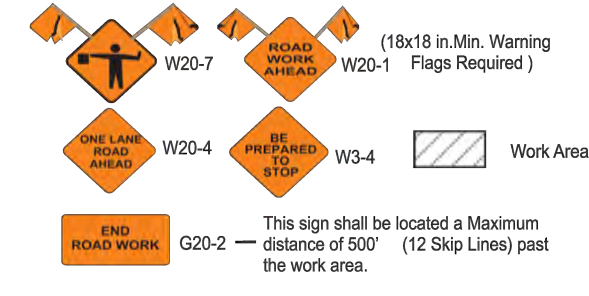 W20-7
ROAD
WORK
AHEAD
W20-1
(18x18 in.Min. Warning
Flags Required )
ONE LANE
ROAD
AHEAD
W20-4
BE
PREPARED
TO
STOP
W3-4
Work Area
END
ROAD WORK
G20-2 —
This sign shall be located a Maximum
distance of 500' (12 Skip Lines) past
the work area.